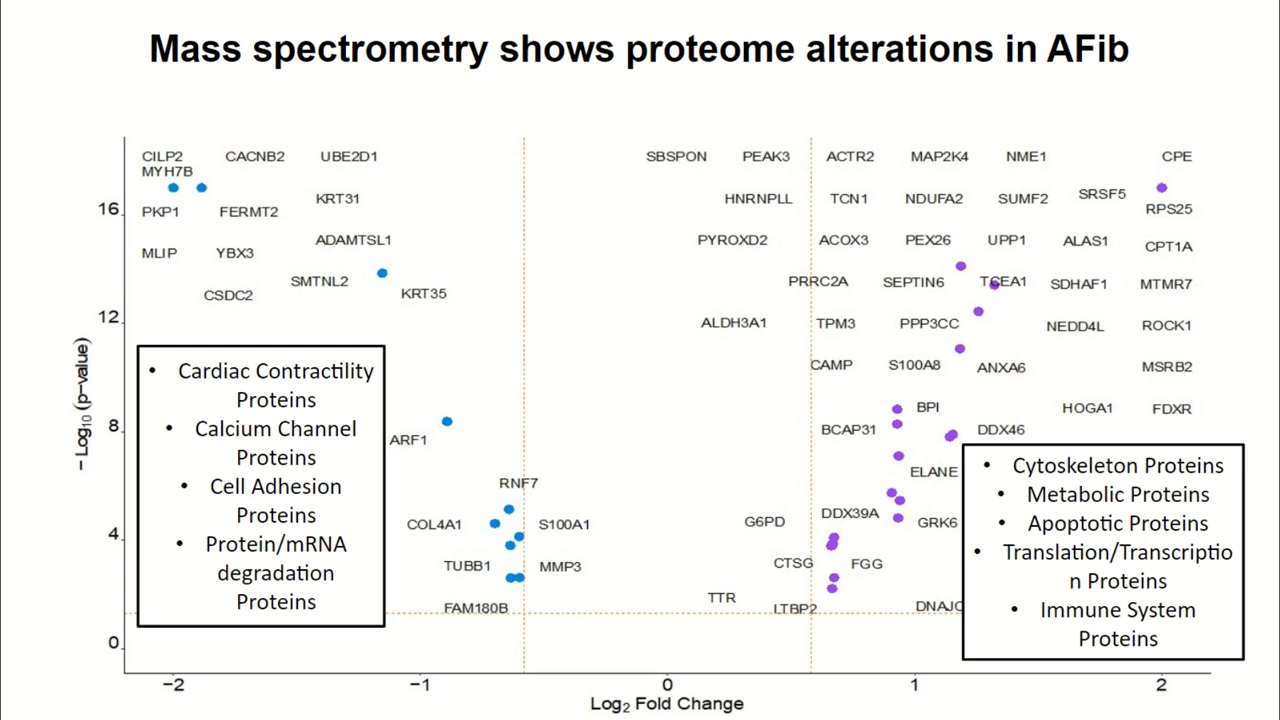 Mass spectrometry shows proteome alterations in AFib
CILP2 CACNB2 UBE2D1 SBSPON PEAK3 ACTR2 MAP2K4 NME1 CPE
MYH7B
KRT31 HNRNPLL TCN1 NDUFA2 SUMF2 SRSF5
16 PKP1 FERMT2 RPS25
ADAMTSL1 PYROXD2 ACOX3 PEX26 UPP1 ALAS1 CPT1A
MLIP YBX3
SMTNL2 PRRC2A SEPTIN6 TCEA1 SDHAF1 MTMR7
CSDC2 KRT35
12 ALDH3A1 TPM3 PPP3CC NEDD4L ROCK1
CAMP S100A8 ANXA6 MSRB2
BPI HOGA1 FDXR
8 ARF1 BCAP31 DDX46
RNF7 ELANE
COL4A1 S100A1 G6PD DDX39A GRK6
4
TUBB1 MMP3 CTSG FGG
TTR
FAM180B LTBP2 DNAJC
0
• Cardiac Contractility
Proteins
• Calcium Channel
Proteins
• Cell Adhesion
Proteins
• Protein/mRNA
degradation
Proteins
• Cytoskeleton Proteins
• Metabolic Proteins
• Apoptotic Proteins
• Translation/Transcriptio
n Proteins
• Immune System
Proteins
− Log10 (p−value)
−2 −1 0 1 2
Log2 Fold Change